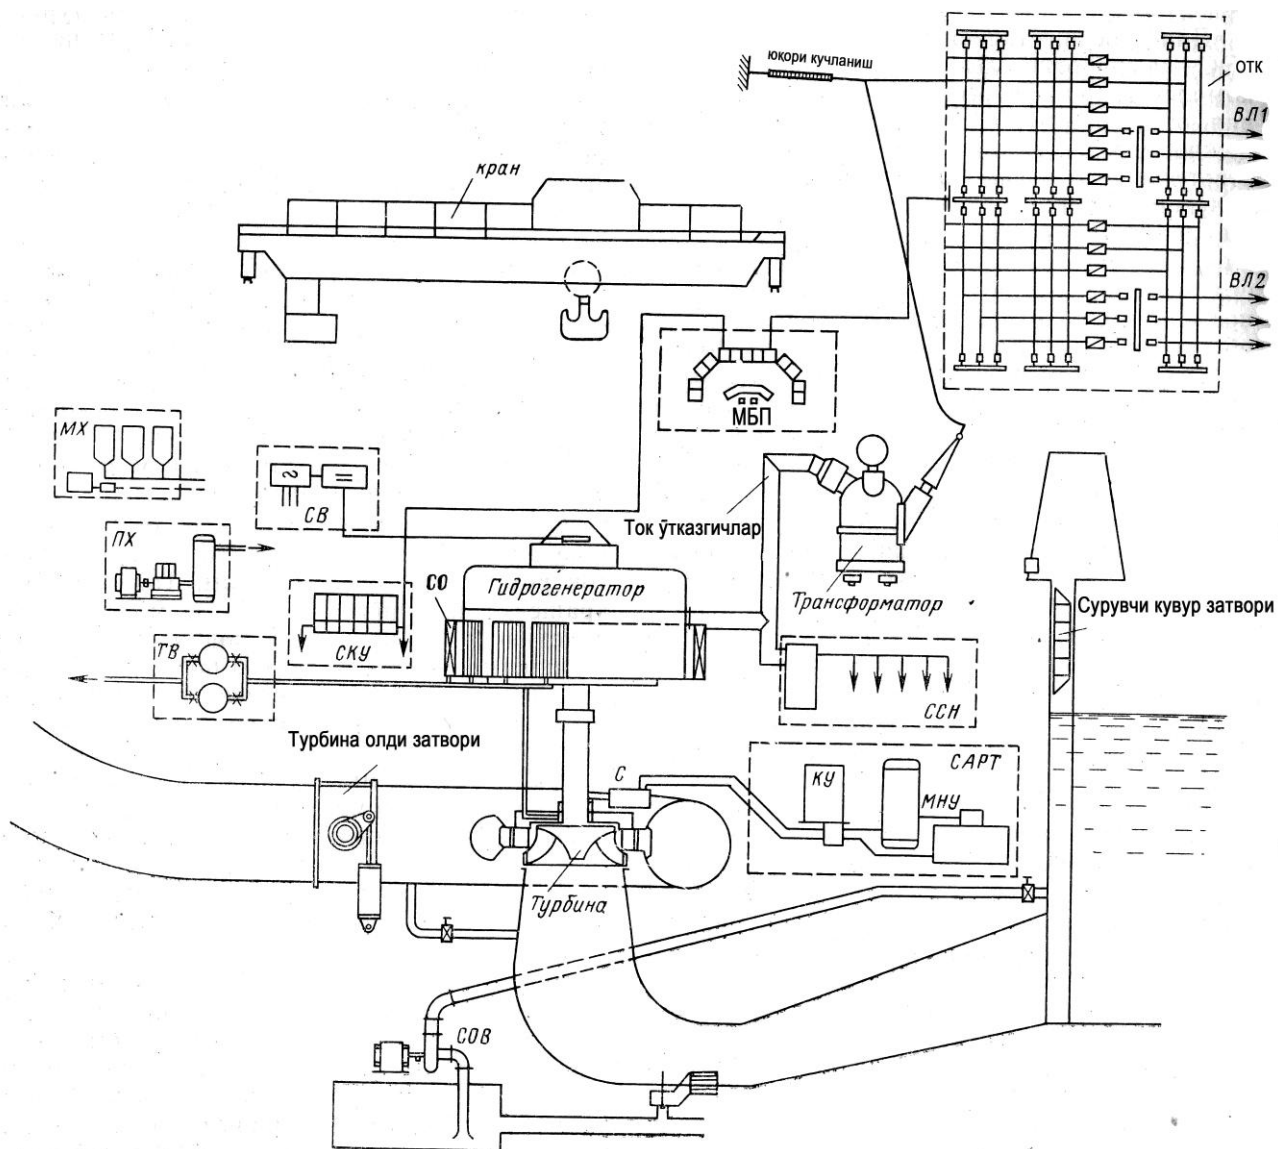 юкори кучланиш
ОТК
ВЛ1
кран
ВЛ2
МХ
МБП
СВ
Ток ўтказгичлар
ПХ
СО
Гидрогенератор
Трансформатор
Сурувчи кувур затвори
СКУ
ТВ
ССН
Турбина олди затвори
С
КУ
САРТ
МНУ
Турбина
СОВ